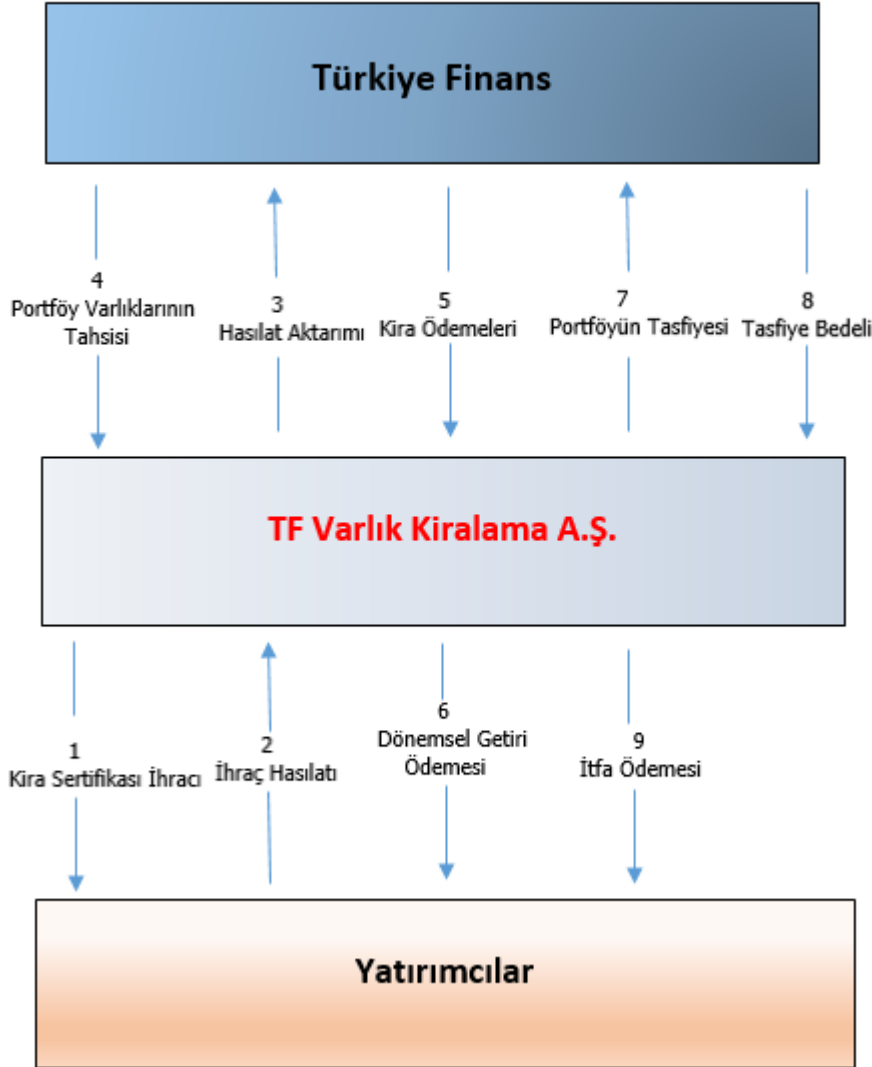 Türkiye Finans
4
Portföy Varlıklarının
Tahsisi
3
Hasılat Aktarımı
5
Kira Ödemeleri
7
Portföyün Tasfiyesi
8
Tasfiye Bedeli
TF Varlık Kiralama A.Ş.
1
Kira Sertifikası İhracı
2
İhraç Hasılatı
6
Dönemsel Getiri
Ödemesi
9
İtfa Ödemesi
Yatırımcılar